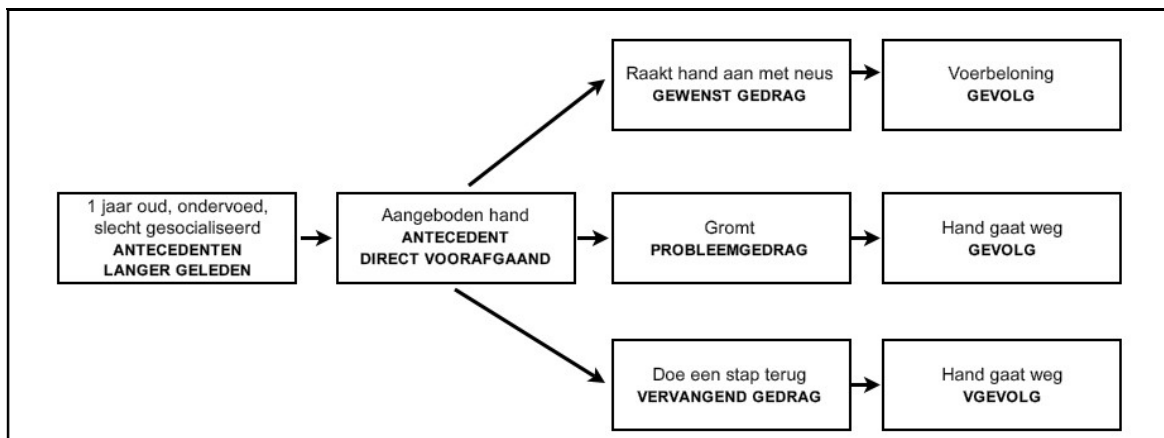 Raakt hand aan met neus
GEWENST GEDRAG
Voerbeloning
GEVOLG
1 jaar oud, ondervoed,
slecht gesocialiseerd
ANTECEDENTEN
LANGER GELEDEN
Aangeboden hand
ANTECEDENT
DIRECT VOORAFGAAND
Gromt
PROBLEEMGEDRAG
Hand gaat weg
GEVOLG
Doe een stap terug
VERVANGEND GEDRAG
Hand gaat weg
VGEVOLG